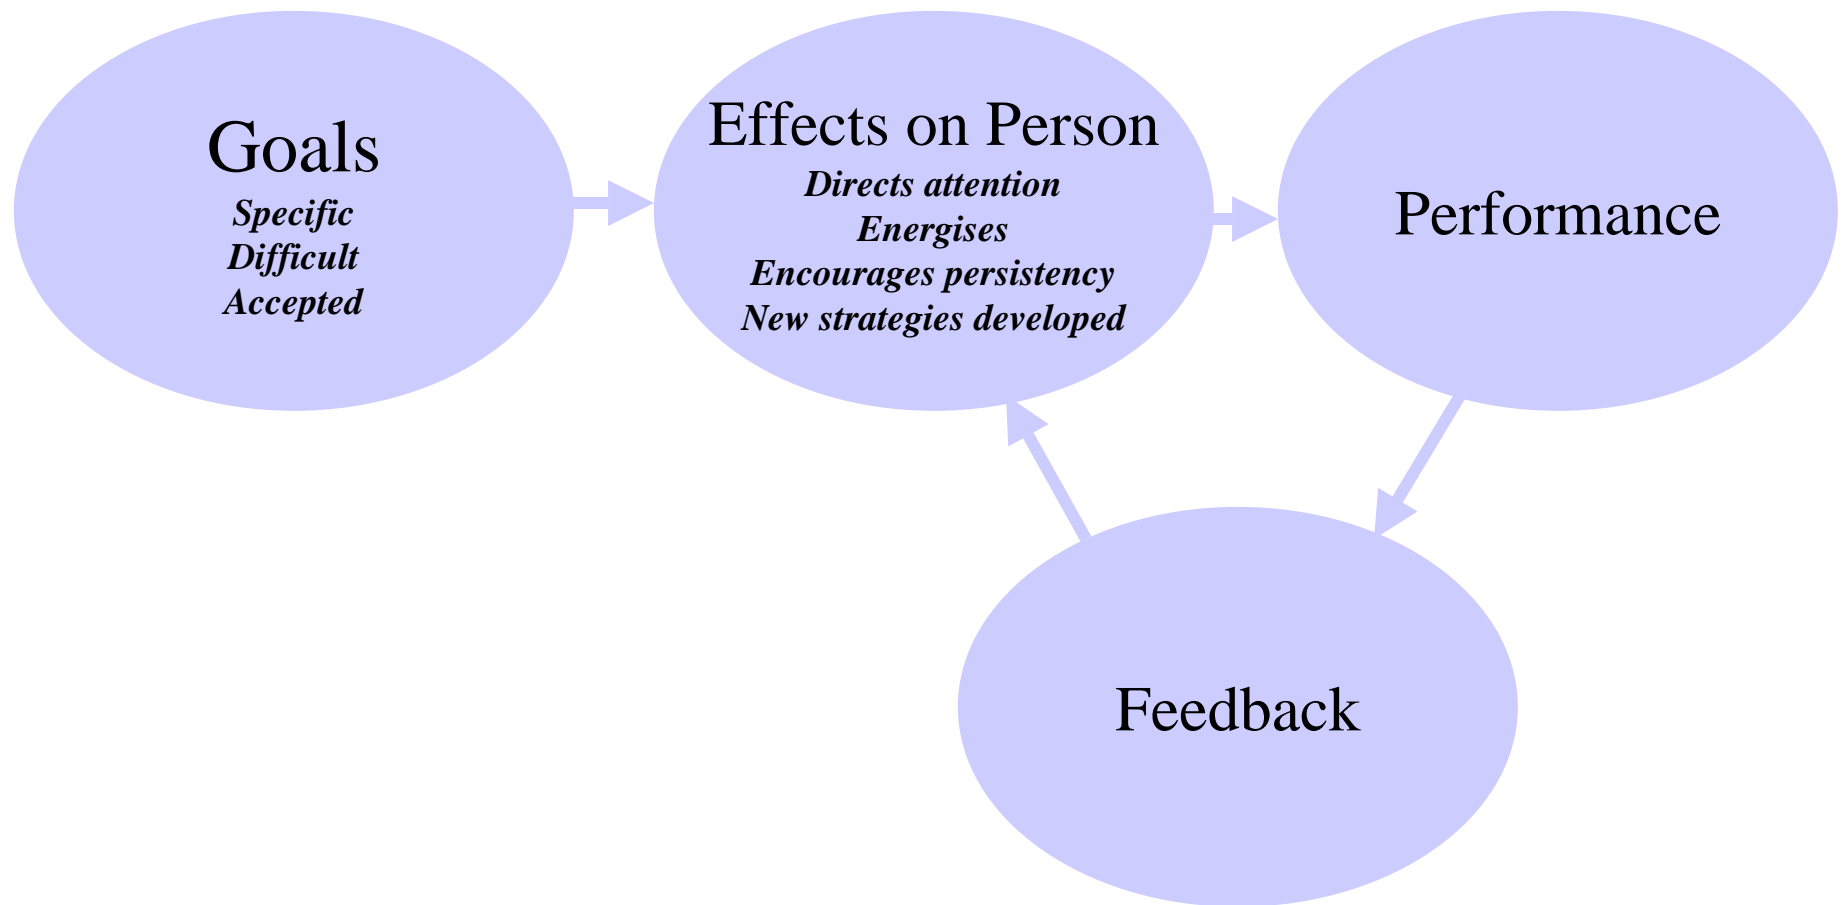 Goals
Specific
Difficult
Accepted
Effects on Person
Directs attention
Energises
Encourages persistency
New strategies developed
Performance
Feedback